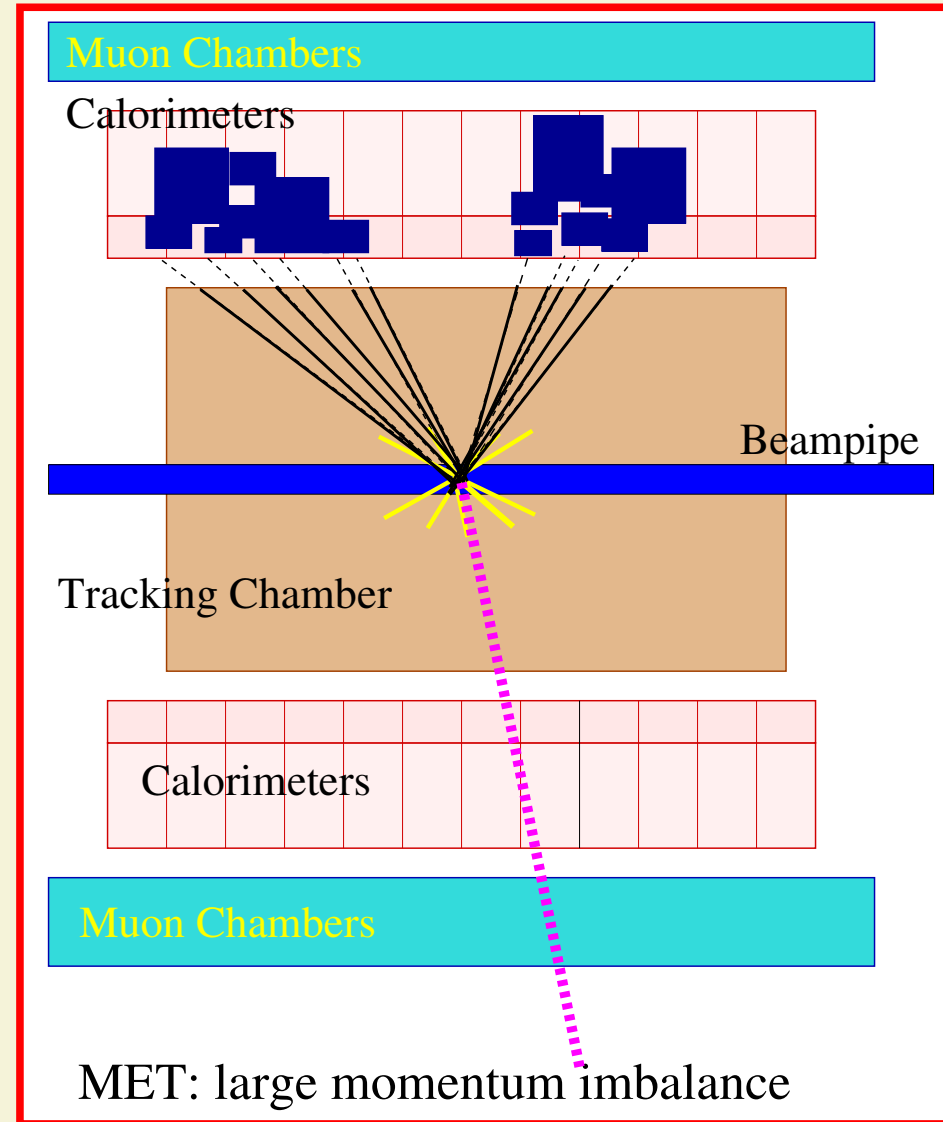 Muon Chambers
Calorimeters
Beampipe
Tracking Chamber
Calorimeters
Muon Chambers
MET: large momentum imbalance